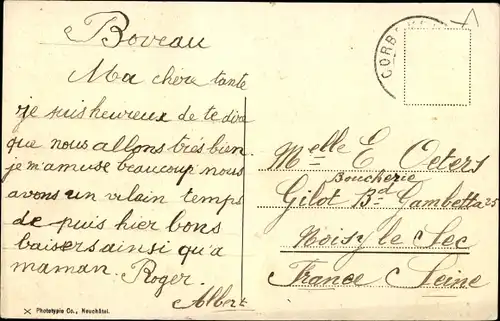 Boveau
Ma chère tante
je suis heureux de te dire
que nous allons très bien
je m'amuse beaucoup nous
avons un vilain temps
de puis hier bons
baisers ainsi qu'a
maman. Roger.
Albert
Phototypie Co., Neuchâtel.
CORB
Melle E Oeters
Boucherie
Gilot Bd Gambetta 25
Noisy le Sec
France Seine